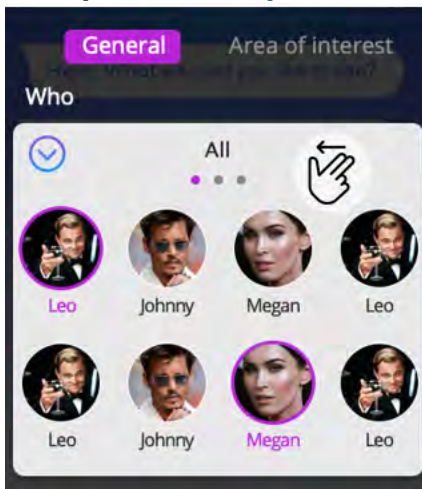 General Area of interest
Who
All
Leo Johnny Megan Leo
Leo Johnny Megan Leo